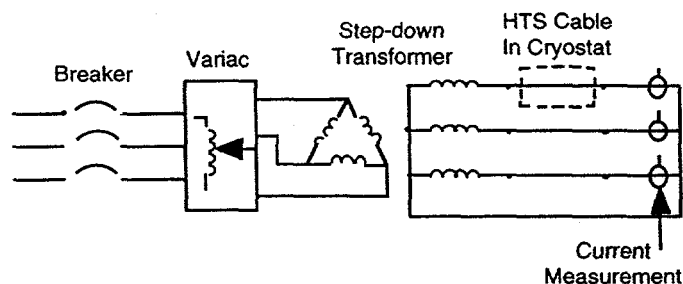 Breaker
Variac
Step-down
Transformer
HTS Cable
In Cryostat
Current
Measurement